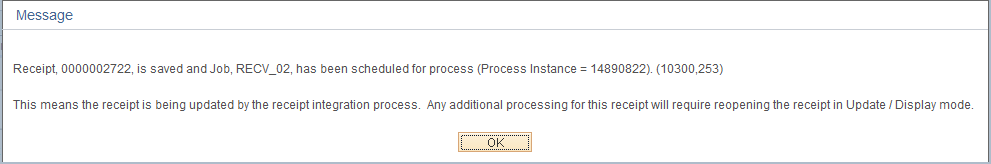 Message
Receipt, 0000002722, is saved and Job, RECV_02, has been scheduled for process (Process Instance = 14890822). (10300,253)
This means the receipt is being updated by the receipt integration process.  Any additional processing for this receipt will require reopening the receipt in Update / Display mode.
OK